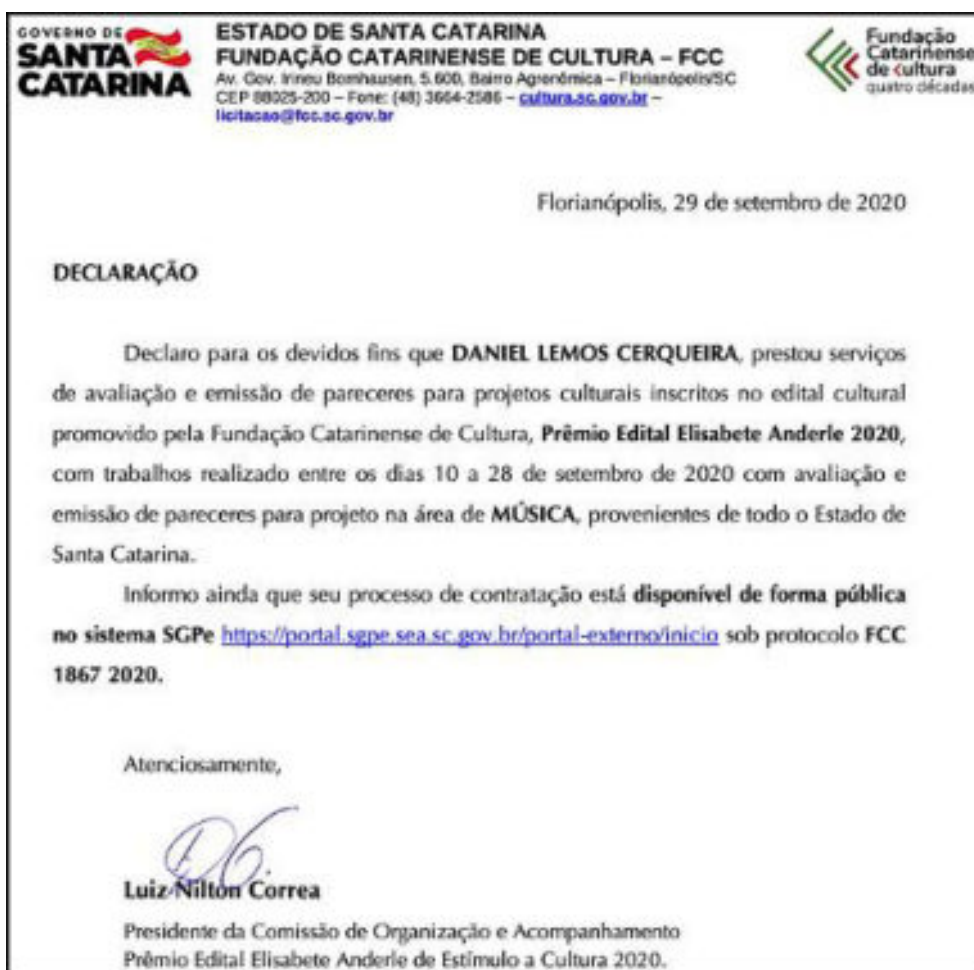 GOVERNO DE
SANTA
CATARINA
ESTADO DE SANTA CATARINA
FUNDAÇÃO CATARINENSE DE CULTURA – FCC
Av. Gov. Irineu Bornhausen, 5.600, Bairro Agronômica – Florianópolis/SC
CEP 88025-200 – Fone: (48) 3664-2586 – cultura.sc.gov.br –
licitacao@fcc.sc.gov.br
Fundação
Catarinense
de cultura
quatro décadas
Florianópolis, 29 de setembro de 2020
DECLARAÇÃO
Declaro para os devidos fins que DANIEL LEMOS CERQUEIRA, prestou serviços
de avaliação e emissão de pareceres para projetos culturais inscritos no edital cultural
promovido pela Fundação Catarinense de Cultura, Prêmio Edital Elisabete Anderle 2020,
com trabalhos realizado entre os dias 10 a 28 de setembro de 2020 com avaliação e
emissão de pareceres para projeto na área de MÚSICA, provenientes de todo o Estado de
Santa Catarina.
Informo ainda que seu processo de contratação está disponível de forma pública
no sistema SGPe https://portal.sgpe.sea.sc.gov.br/portal-externo/inicio sob protocolo FCC
1867 2020.
Atenciosamente,
Luiz Nilton Correa
Presidente da Comissão de Organização e Acompanhamento
Prêmio Edital Elisabete Anderle de Estímulo a Cultura 2020.